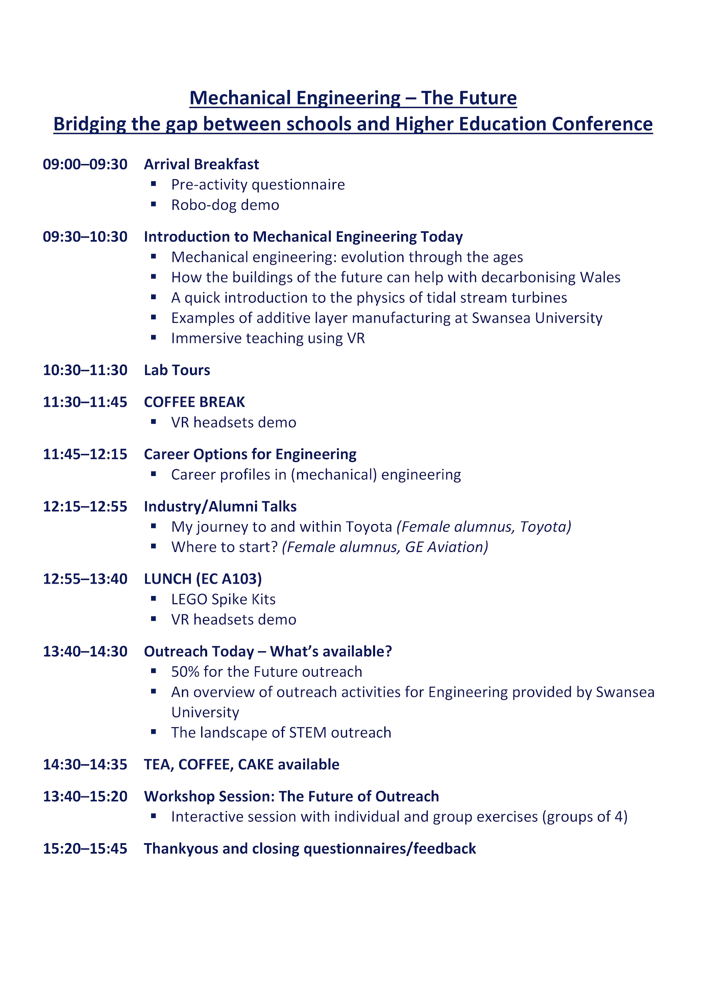 Mechanical Engineering – The Future
Bridging the gap between schools and Higher Education Conference
09:00–09:30 Arrival Breakfast
▪ Pre-activity questionnaire
▪ Robo-dog demo
09:30–10:30 Introduction to Mechanical Engineering Today
▪ Mechanical engineering: evolution through the ages
▪ How the buildings of the future can help with decarbonising Wales
▪ A quick introduction to the physics of tidal stream turbines
▪ Examples of additive layer manufacturing at Swansea University
▪ Immersive teaching using VR
10:30–11:30 Lab Tours
11:30–11:45 COFFEE BREAK
▪ VR headsets demo
11:45–12:15 Career Options for Engineering
▪ Career profiles in (mechanical) engineering
12:15–12:55 Industry/Alumni Talks
▪ My journey to and within Toyota (Female alumnus, Toyota)
▪ Where to start? (Female alumnus, GE Aviation)
12:55–13:40 LUNCH (EC A103)
▪ LEGO Spike Kits
▪ VR headsets demo
13:40–14:30 Outreach Today – What’s available?
▪ 50% for the Future outreach
▪ An overview of outreach activities for Engineering provided by Swansea
University
▪ The landscape of STEM outreach
14:30–14:35 TEA, COFFEE, CAKE available
13:40–15:20 Workshop Session: The Future of Outreach
▪ Interactive session with individual and group exercises (groups of 4)
15:20–15:45 Thankyous and closing questionnaires/feedback